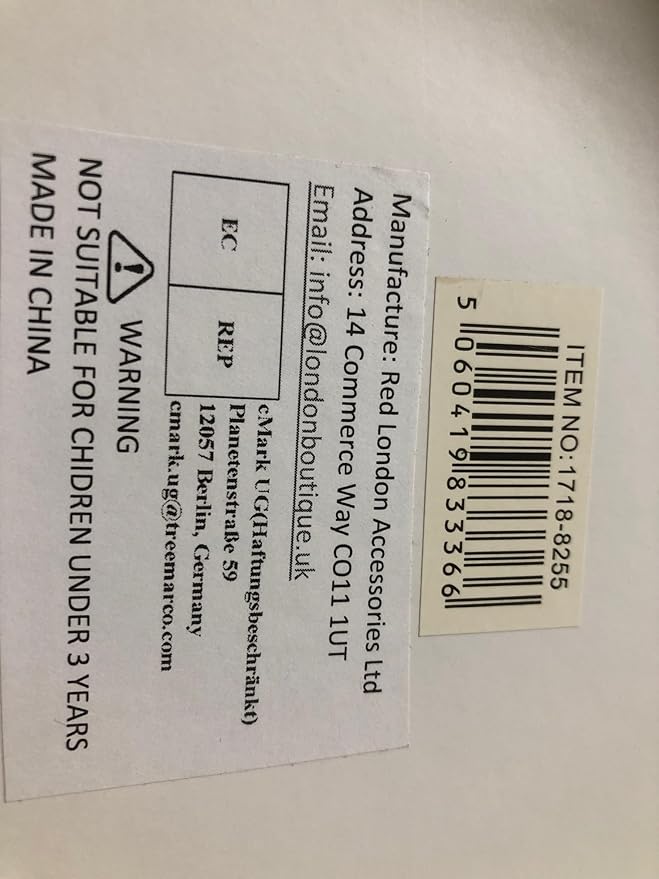 ITEM NO:1718-8255
5 060419 833366
Manufacture: Red London Accessories Ltd
Address: 14 Commerce Way CO11 1UT
Email: info@londonboutique.uk
EC REP
cMark UG(Haftungsbeschränkt)
Planetenstraße 59
12057 Berlin, Germany
cmark.ug@treemarco.com
WARNING
NOT SUITABLE FOR CHIDREN UNDER 3 YEARS
MADE IN CHINA